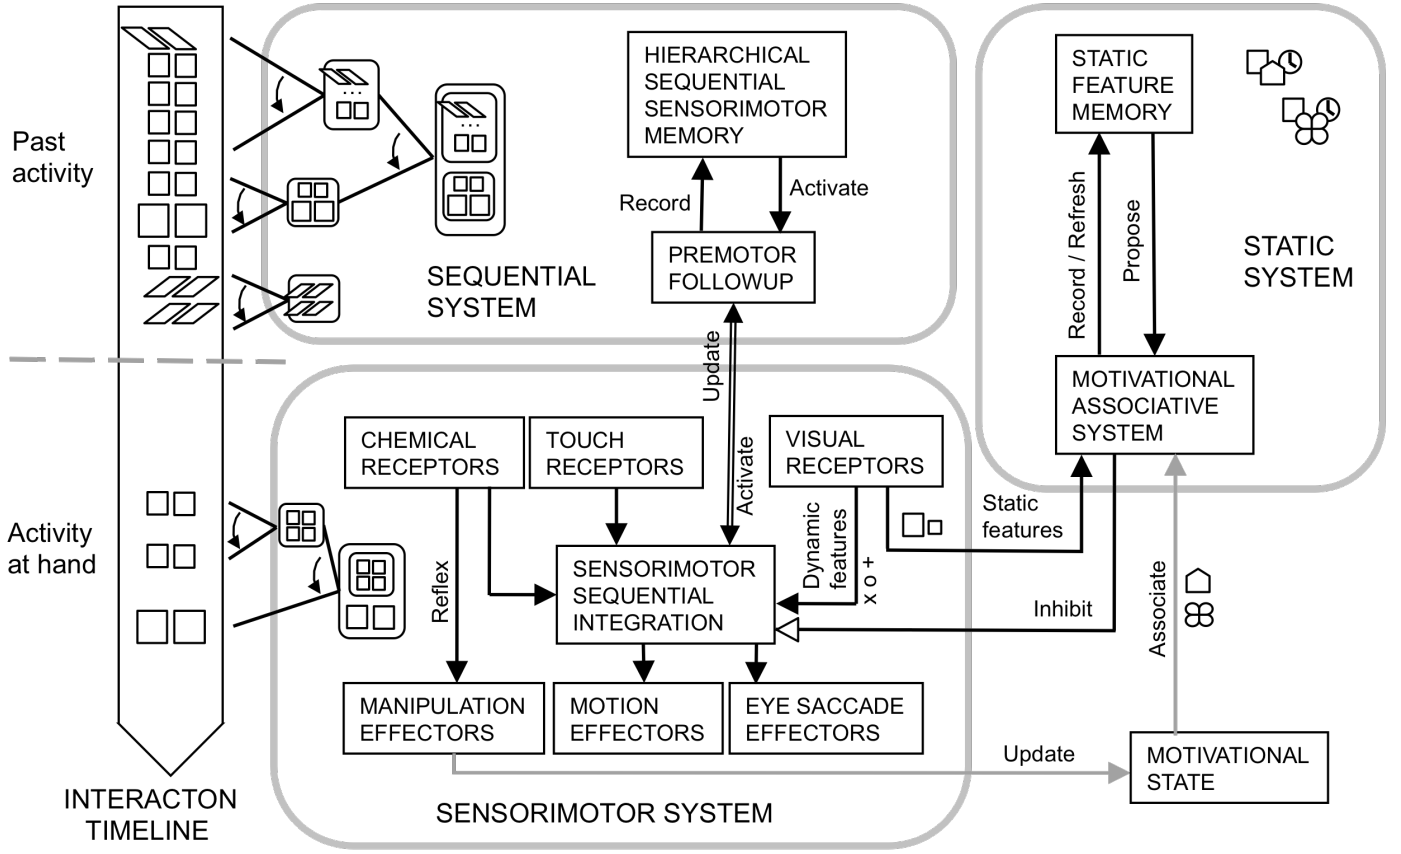 Past
activity
HIERARCHICAL
SEQUENTIAL
SENSORIMOTOR
MEMORY
Record
Activate
PREMOTOR
FOLLOWUP
SEQUENTIAL
SYSTEM
STATIC
FEATURE
MEMORY
Record / Refresh
Propose
STATIC
SYSTEM
MOTIVATIONAL
ASSOCIATIVE
SYSTEM
Update
Activate
CHEMICAL
RECEPTORS
TOUCH
RECEPTORS
VISUAL
RECEPTORS
Dynamic
features
x o +
Static
features
Activity
at hand
Reflex
SENSORIMOTOR
SEQUENTIAL
INTEGRATION
Inhibit
Associate
MANIPULATION
EFFECTORS
MOTION
EFFECTORS
EYE SACCADE
EFFECTORS
Update
MOTIVATIONAL
STATE
INTERACTON
TIMELINE
SENSORIMOTOR SYSTEM